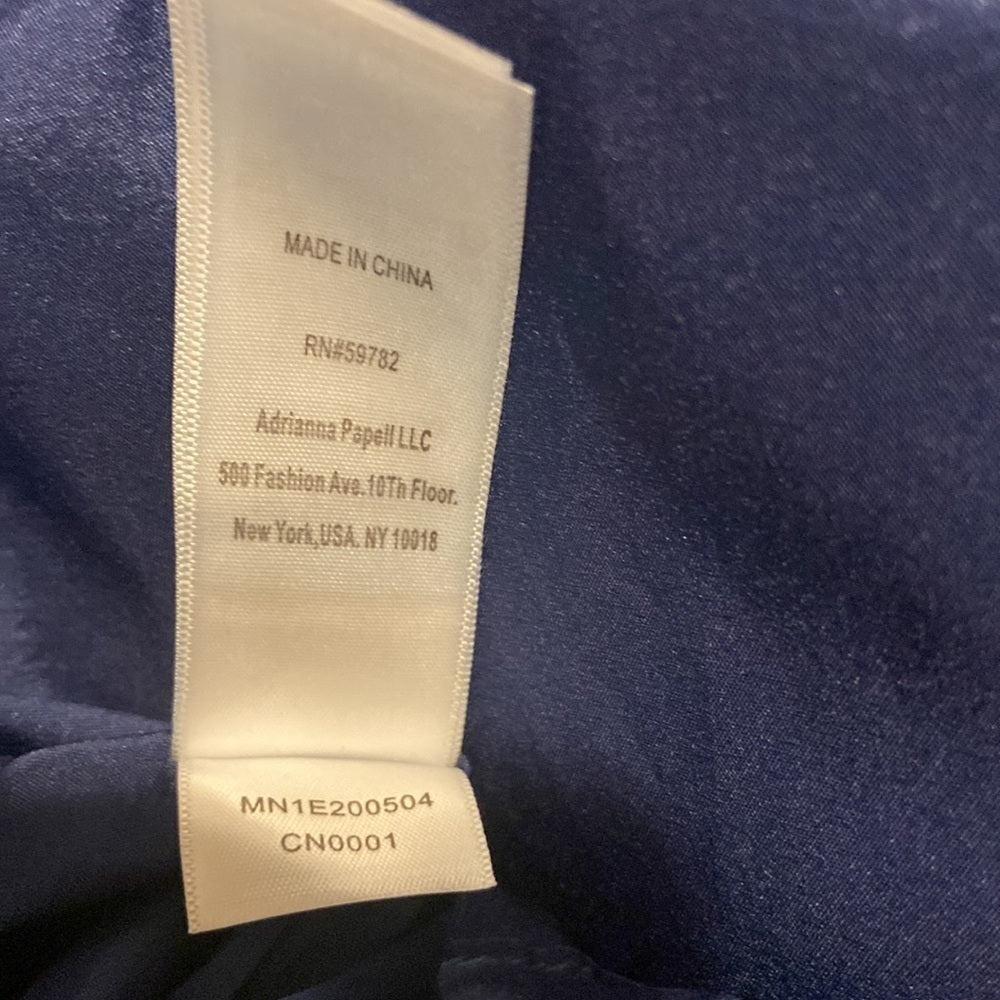 MADE IN CHINA
RN#59782
Adrianna Papell LLC
500 Fashion Ave.10Th Floor.
New York,USA. NY 10018
MN1E200504
CN0001